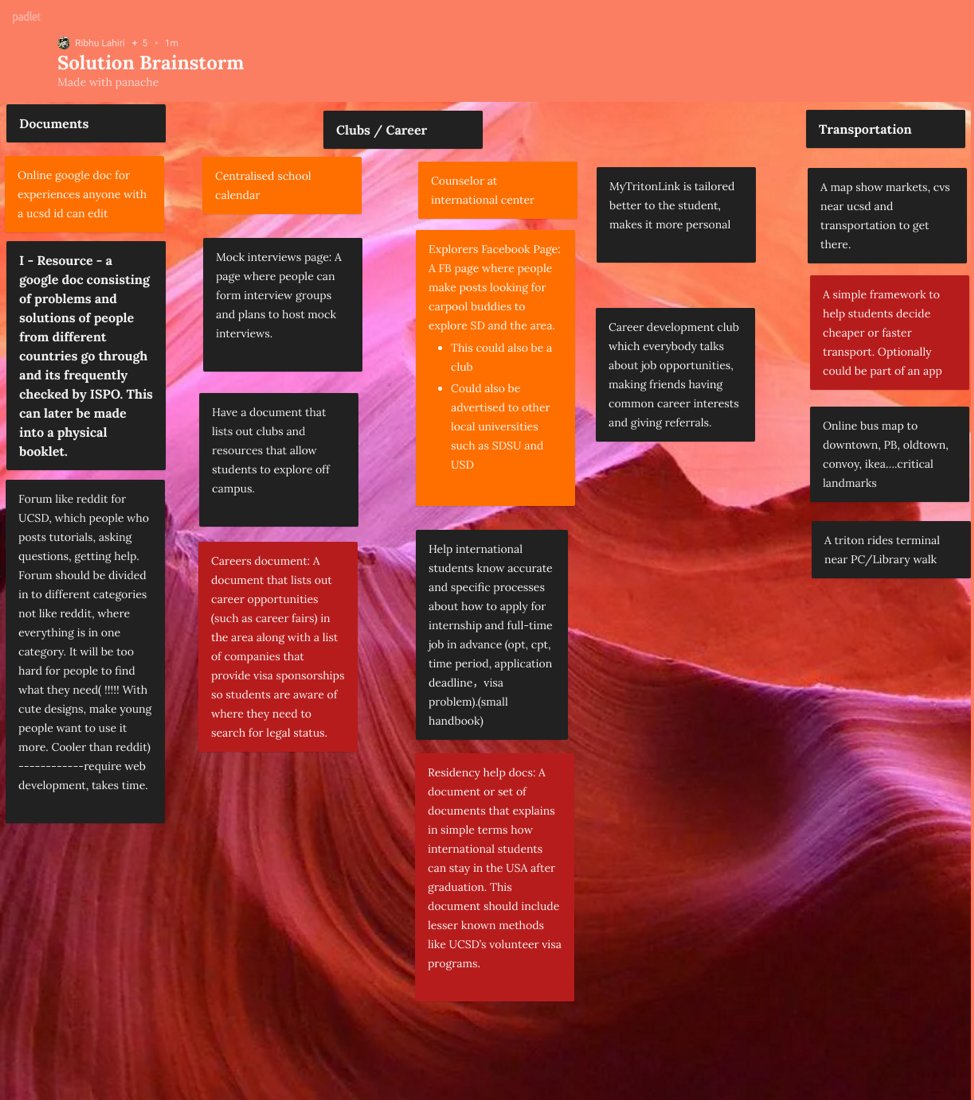 padlet
Ribhu Lahiri + 5 • 1m
Solution Brainstorm
Made with panache
Documents
Online google doc for
experiences anyone with
a ucsd id can edit
I - Resource - a
google doc consisting
of problems and
solutions of people
from different
countries go through
and its frequently
checked by ISPO. This
can later be made
into a physical
booklet.
Forum like reddit for
UCSD, which people who
posts tutorials, asking
questions, getting help.
Forum should be divided
in to different categories
not like reddit, where
everything is in one
category. It will be too
hard for people to find
what they need( !!!!! With
cute designs, make young
people want to use it
more. Cooler than reddit)
------------require web
development, takes time.
Clubs / Career
Centralised school
calendar
Mock interviews page: A
page where people can
form interview groups
and plans to host mock
interviews.
Have a document that
lists out clubs and
resources that allow
students to explore off
campus.
Careers document: A
document that lists out
career opportunities
(such as career fairs) in
the area along with a list
of companies that
provide visa sponsorships
so students are aware of
where they need to
search for legal status.
Counselor at
international center
Explorers Facebook Page:
A FB page where people
make posts looking for
carpool buddies to
explore SD and the area.
• This could also be a
club
• Could also be
advertised to other
local universities
such as SDSU and
USD
Help international
students know accurate
and specific processes
about how to apply for
internship and full-time
job in advance (opt, cpt,
time period, application
deadline，visa
problem).(small
handbook)
Residency help docs: A
document or set of
documents that explains
in simple terms how
international students
can stay in the USA after
graduation. This
document should include
lesser known methods
like UCSD's volunteer visa
programs.
MyTritonLink is tailored
better to the student,
makes it more personal
Career development club
which everybody talks
about job opportunities,
making friends having
common career interests
and giving referrals.
Transportation
A map show markets, cvs
near ucsd and
transportation to get
there.
A simple framework to
help students decide
cheaper or faster
transport. Optionally
could be part of an app
Online bus map to
downtown, PB, oldtown,
convoy, ikea....critical
landmarks
A triton rides terminal
near PC/Library walk